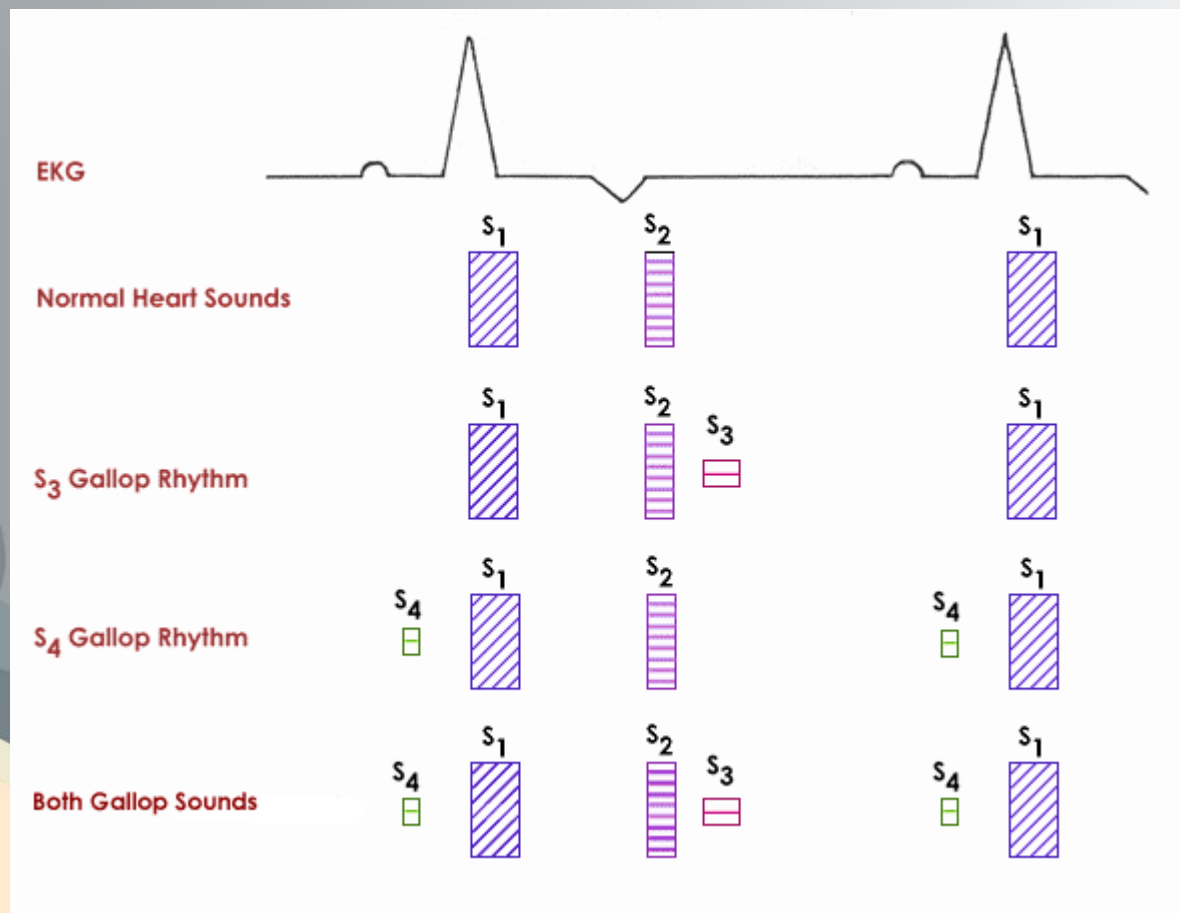 EKG
S1 S2 S1
Normal Heart Sounds
S1 S2 S3 S1
S3 Gallop Rhythm
S4 S1 S2 S4 S1
S4 Gallop Rhythm
S4 S1 S2 S3 S4 S1
Both Gallop Sounds